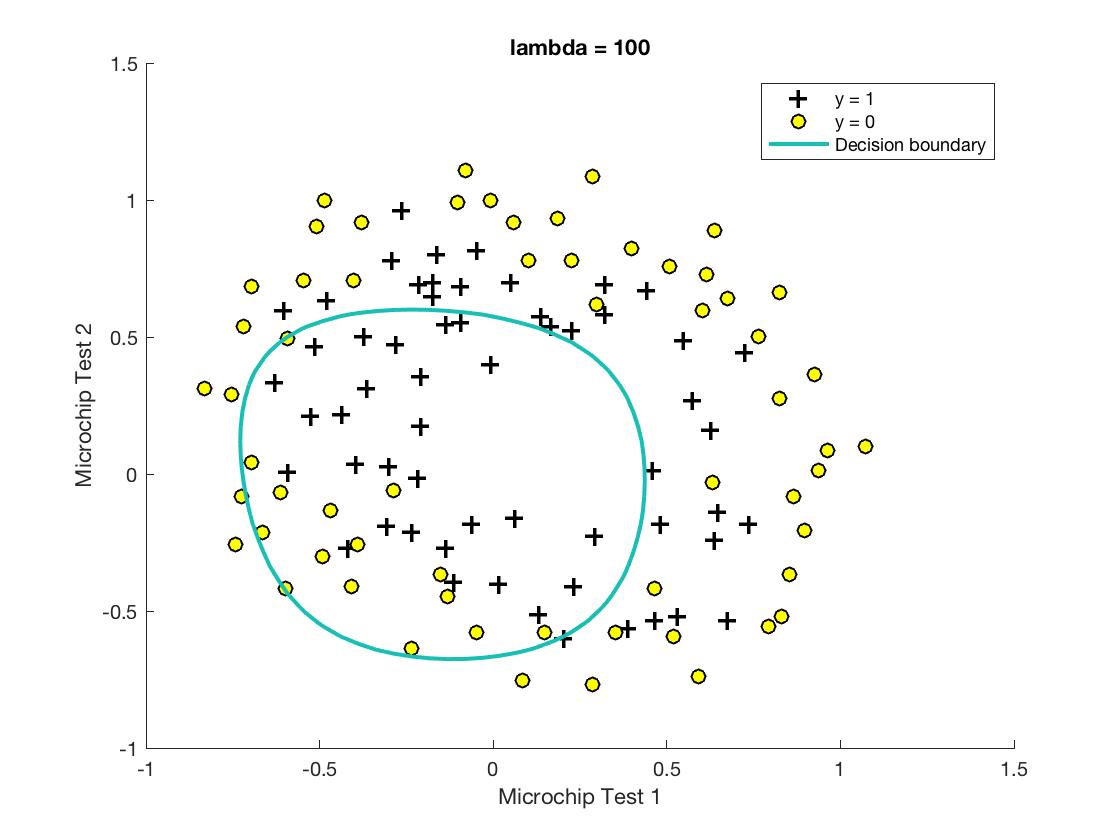 lambda = 100
y = 1
y = 0
Decision boundary
1.5
1
0.5
0
-0.5
-1
Microchip Test 2
-1
-0.5
0
0.5
1
1.5
Microchip Test 1